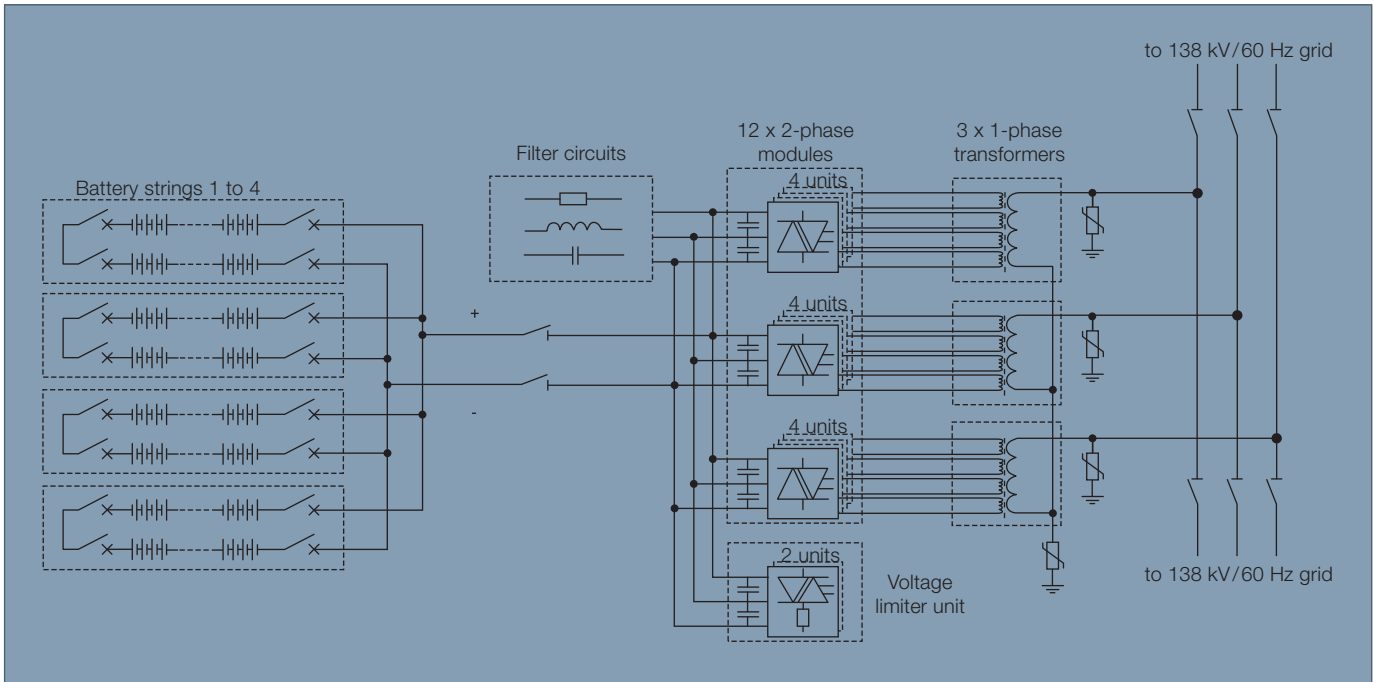 to 138 kV/60 Hz grid
12 x 2-phase
modules
3 x 1-phase
transformers
Filter circuits
Battery strings 1 to 4
4 units
+
4 units
-
4 units
2 units
Voltage
limiter unit
to 138 kV/60 Hz grid